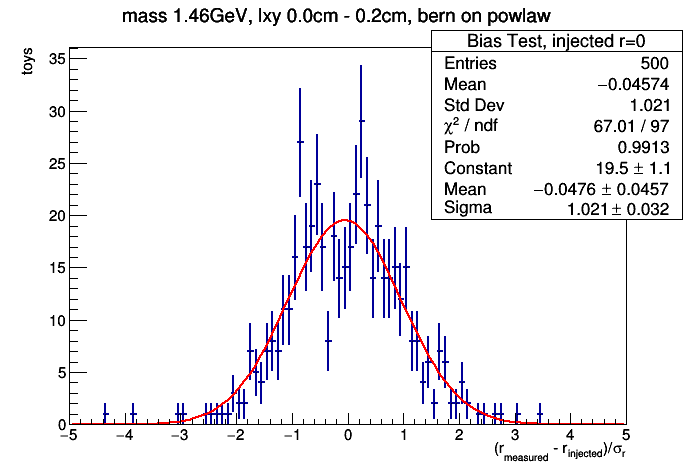 mass 1.46GeV, lxy 0.0cm - 0.2cm, bern on powlaw
Bias Test, injected r=0
Entries 500
Mean −0.04574
Std Dev 1.021
χ² / ndf 67.01 / 97
Prob 0.9913
Constant 19.5 ± 1.1
Mean −0.0476 ± 0.0457
Sigma 1.021 ± 0.032
toys
35
30
25
20
15
10
5
0
−5 −4 −3 −2 −1 0 1 2 3 4 5
(r_measured - r_injected)/σ_r